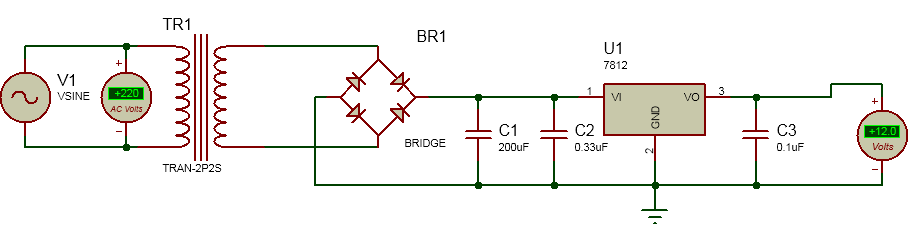 TR1
V1
VSINE
+220
AC Volts
TRAN-2P2S
BR1
BRIDGE
C1
200uF
C2
0.33uF
U1
7812
1
VI
VO
3
GND
2
C3
0.1uF
+12.0
Volts